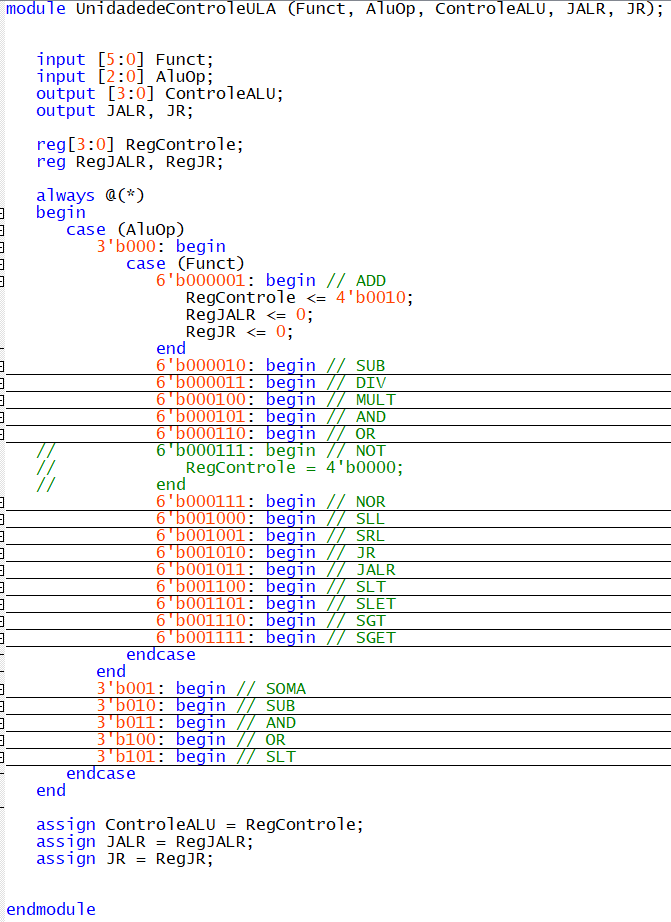 module UnidadedeControleULA (Funct, AluOp, ControleALU, JALR, JR);
input [5:0] Funct;
input [2:0] AluOp;
output [3:0] ControleALU;
output JALR, JR;
reg[3:0] RegControle;
reg RegJALR, RegJR;
always @(*)
begin
case (AluOp)
3'b000: begin
case (Funct)
6'b000001: begin // ADD
RegControle <= 4'b0010;
RegJALR <= 0;
RegJR <= 0;
end
6'b000010: begin // SUB
6'b000011: begin // DIV
6'b000100: begin // MULT
6'b000101: begin // AND
6'b000110: begin // OR
// 6'b000111: begin // NOT
// RegControle = 4'b0000;
// end
6'b000111: begin // NOR
6'b001000: begin // SLL
6'b001001: begin // SRL
6'b001010: begin // JR
6'b001011: begin // JALR
6'b001100: begin // SLT
6'b001101: begin // SLET
6'b001110: begin // SGT
6'b001111: begin // SGET
endcase
end
3'b001: begin // SOMA
3'b010: begin // SUB
3'b011: begin // AND
3'b100: begin // OR
3'b101: begin // SLT
endcase
end
assign ControleALU = RegControle;
assign JALR = RegJALR;
assign JR = RegJR;
endmodule